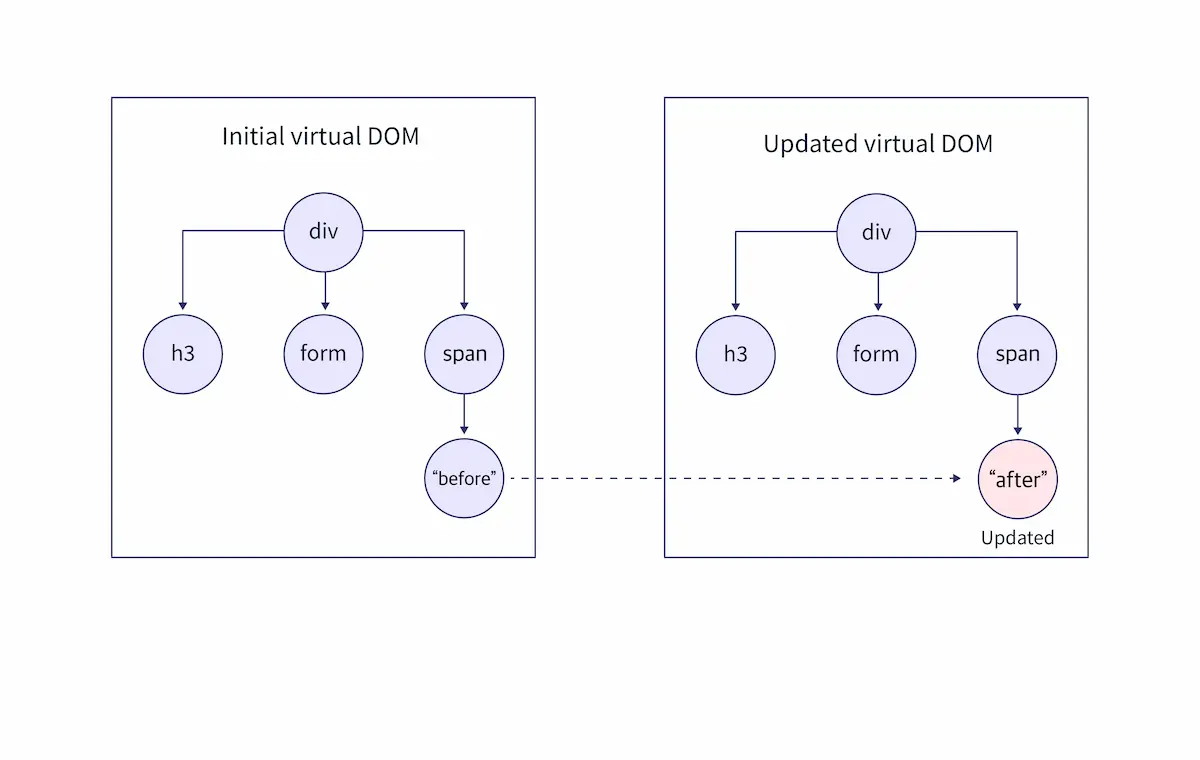 Initial virtual DOM
div
h3
form
span
“before”
Updated virtual DOM
div
h3
form
span
“after”
Updated